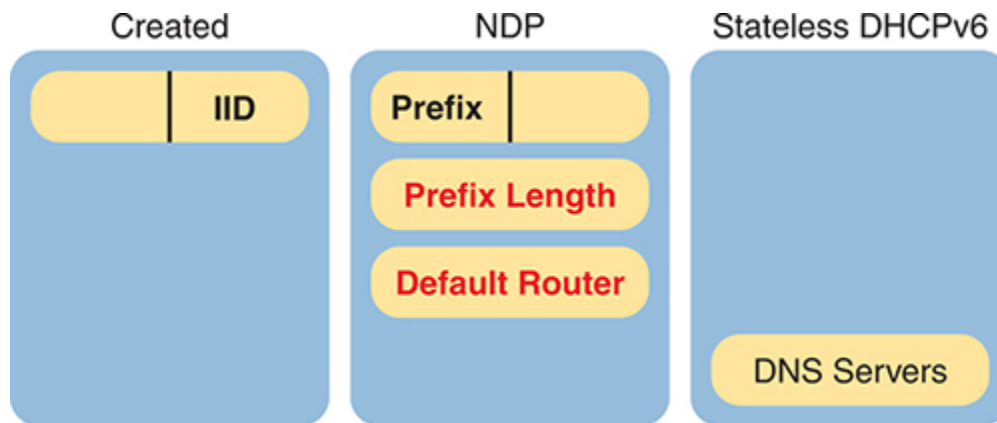 Created
NDP
Stateless DHCPv6
IID
Prefix
Prefix Length
Default Router
DNS Servers